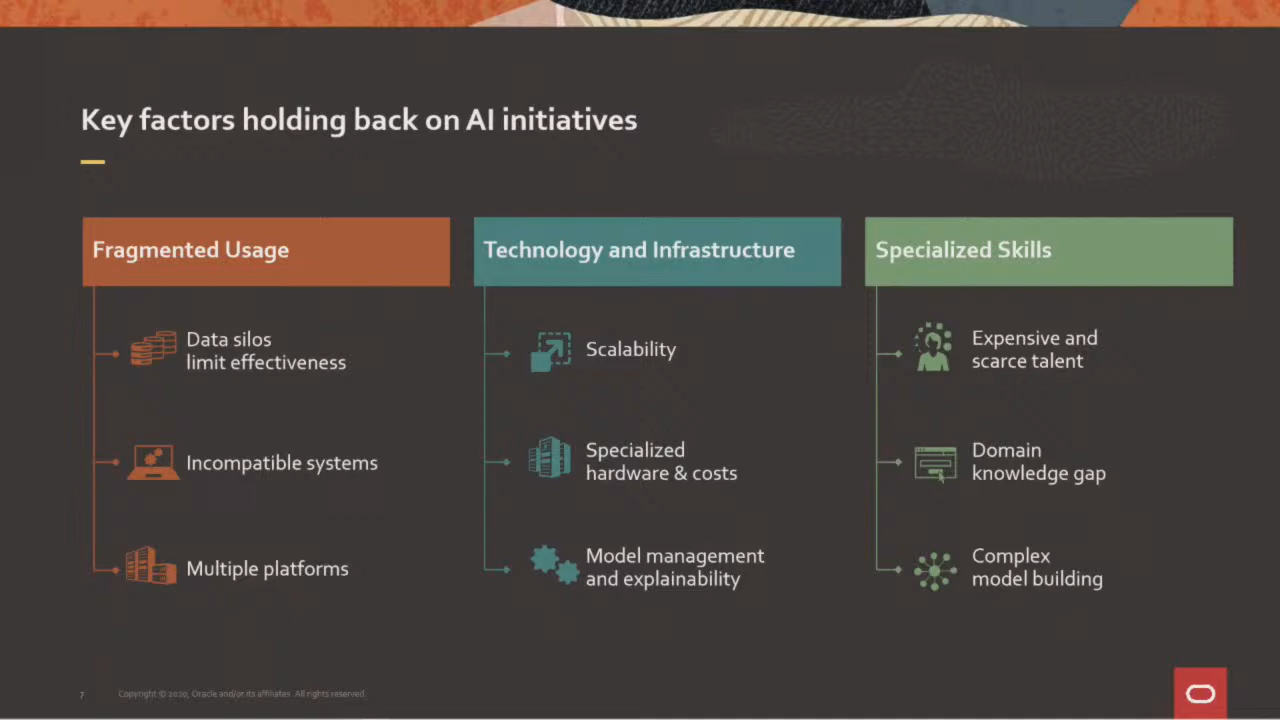 Key factors holding back on AI initiatives
Fragmented Usage
Data silos
limit effectiveness
Incompatible systems
Multiple platforms
Technology and Infrastructure
Scalability
Specialized
hardware & costs
Model management
and explainability
Specialized Skills
Expensive and
scarce talent
Domain
knowledge gap
Complex
model building
7
Copyright © 2020, Oracle and/or its affiliates. All rights reserved.